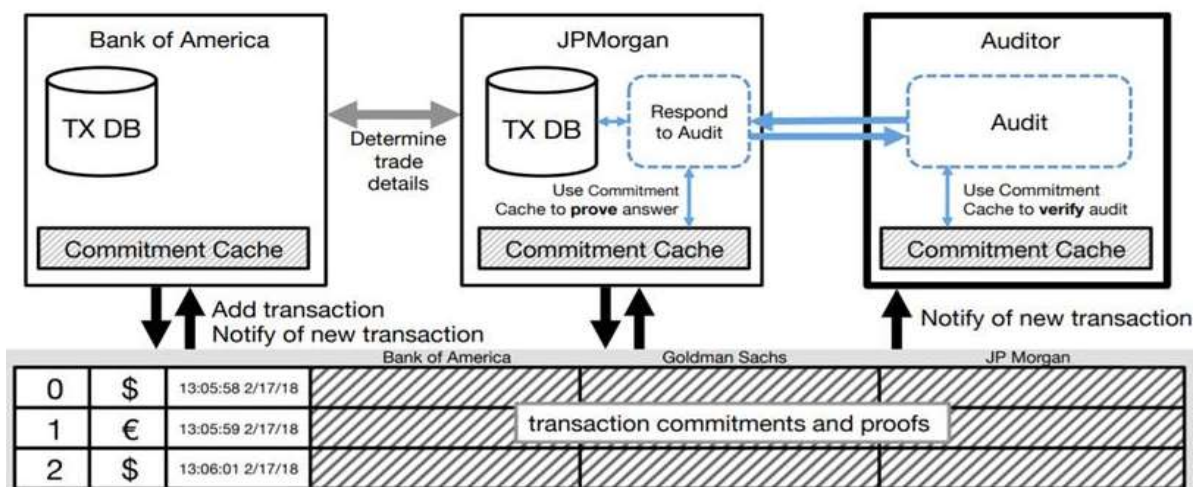 Bank of America
TX DB
Commitment Cache
Determine
trade
details
JPMorgan
TX DB
Respond
to Audit
Use Commitment
Cache to prove answer
Commitment Cache
Auditor
Audit
Use Commitment
Cache to verify audit
Commitment Cache
Add transaction
Notify of new transaction
Notify of new transaction
Bank of America
Goldman Sachs
JP Morgan
0 $ 13:05:58 2/17/18
1 € 13:05:59 2/17/18
2 $ 13:06:01 2/17/18
transaction commitments and proofs